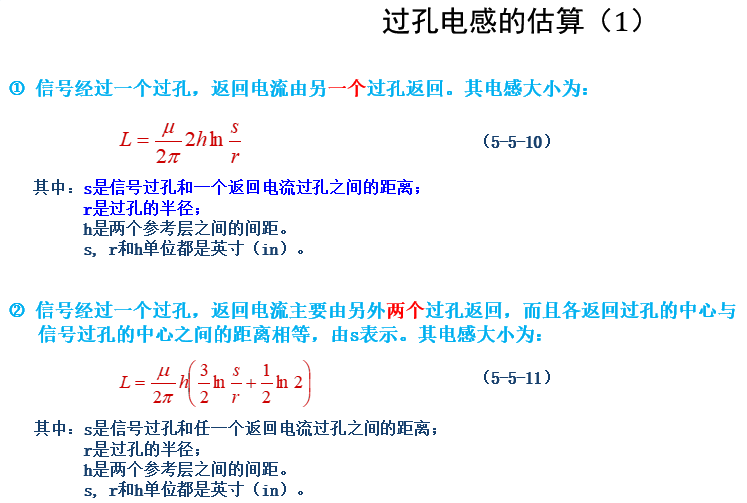 过孔电感的估算（1）
① 信号经过一个过孔，返回电流由另一个过孔返回。其电感大小为：
L = μ/2π 2h ln s/r （5-5-10）
其中：s是信号过孔和一个返回电流过孔之间的距离；
r是过孔的半径；
h是两个参考层之间的间距。
s, r和h单位都是英寸（in）。
② 信号经过一个过孔，返回电流主要由另外两个过孔返回，而且各返回过孔的中心与
信号过孔的中心之间的距离相等，由s表示。其电感大小为：
L = μ/2π h(3/2 ln s/r + 1/2 ln 2) （5-5-11）
其中：s是信号过孔和任一个返回电流过孔之间的距离；
r是过孔的半径；
h是两个参考层之间的间距。
s, r和h单位都是英寸（in）。